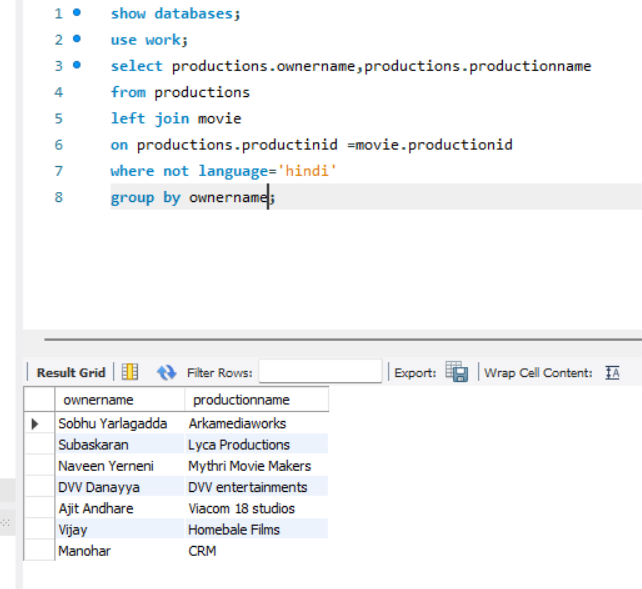 1 show databases;
2 use work;
3 select productions.ownername,productions.productionname
4 from productions
5 left join movie
6 on productions.productinid =movie.productionid
7 where not language='hindi'
8 group by ownername;
Result Grid Filter Rows: Export: Wrap Cell Content:
ownername productionname
Sobhu Yarlagadda Arkamediaworks
Subaskaran Lyca Productions
Naveen Yerneni Mythri Movie Makers
DVV Danayya DVV entertainments
Ajit Andhare Viacom 18 studios
Vijay Homebale Films
Manohar CRM